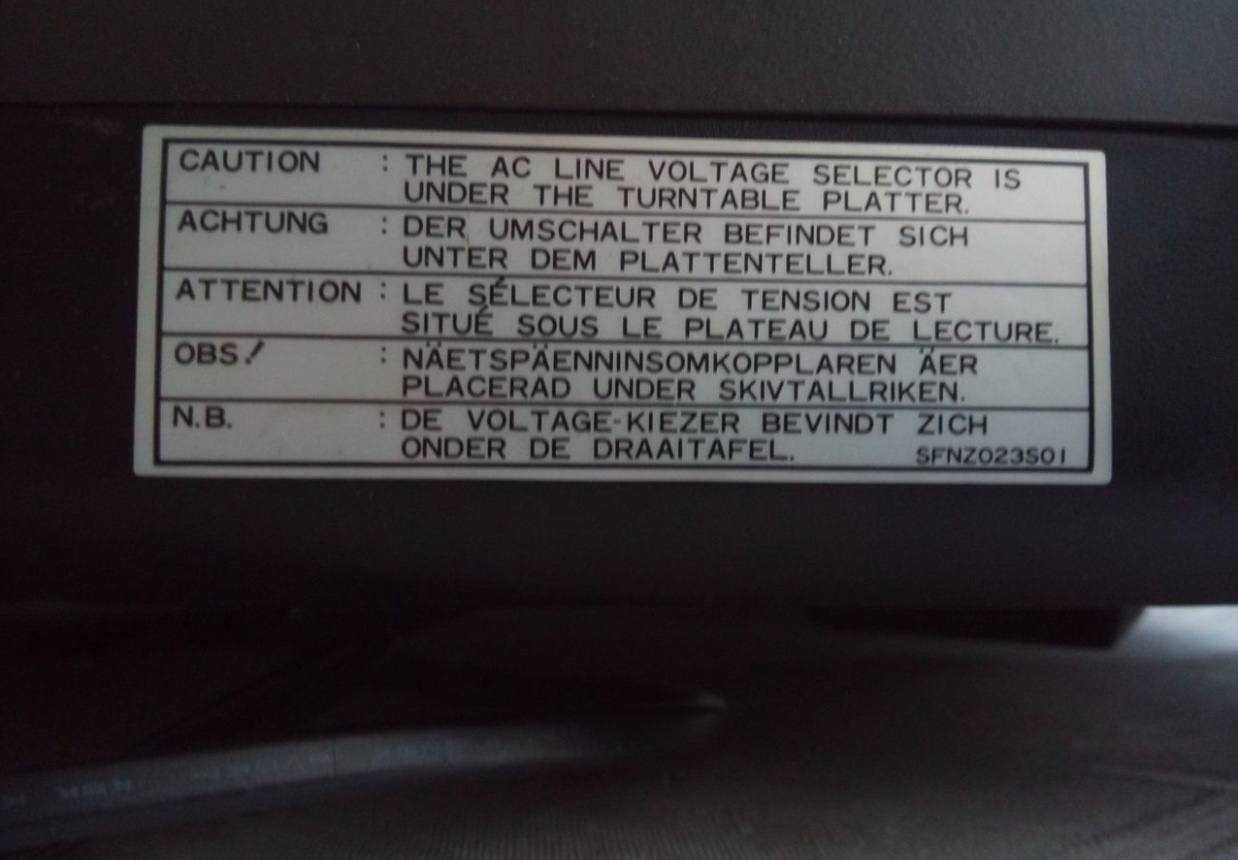 CAUTION : THE AC LINE VOLTAGE SELECTOR IS
UNDER THE TURNTABLE PLATTER.
ACHTUNG : DER UMSCHALTER BEFINDET SICH
UNTER DEM PLATTENTELLER.
ATTENTION : LE SÉLECTEUR DE TENSION EST
SITUÉ SOUS LE PLATEAU DE LECTURE.
OBS! : NÄETSPÄENNINSOMKOPPLAREN ÄER
PLACERAD UNDER SKIVTALLRIKEN.
N.B. : DE VOLTAGE-KIEZER BEVINDT ZICH
ONDER DE DRAAITAFEL. SFNZ023S01